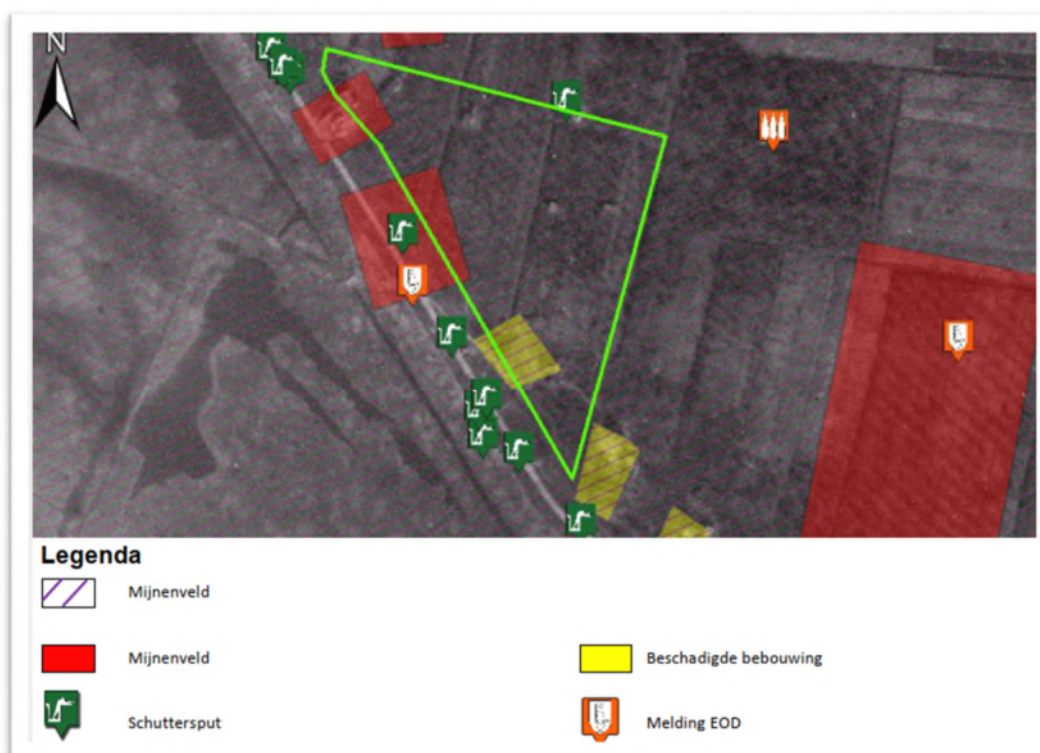 N
Legenda
Mijnenveld
Mijnenveld
Beschadigde bebouwing
Schuttersput
Melding EOD